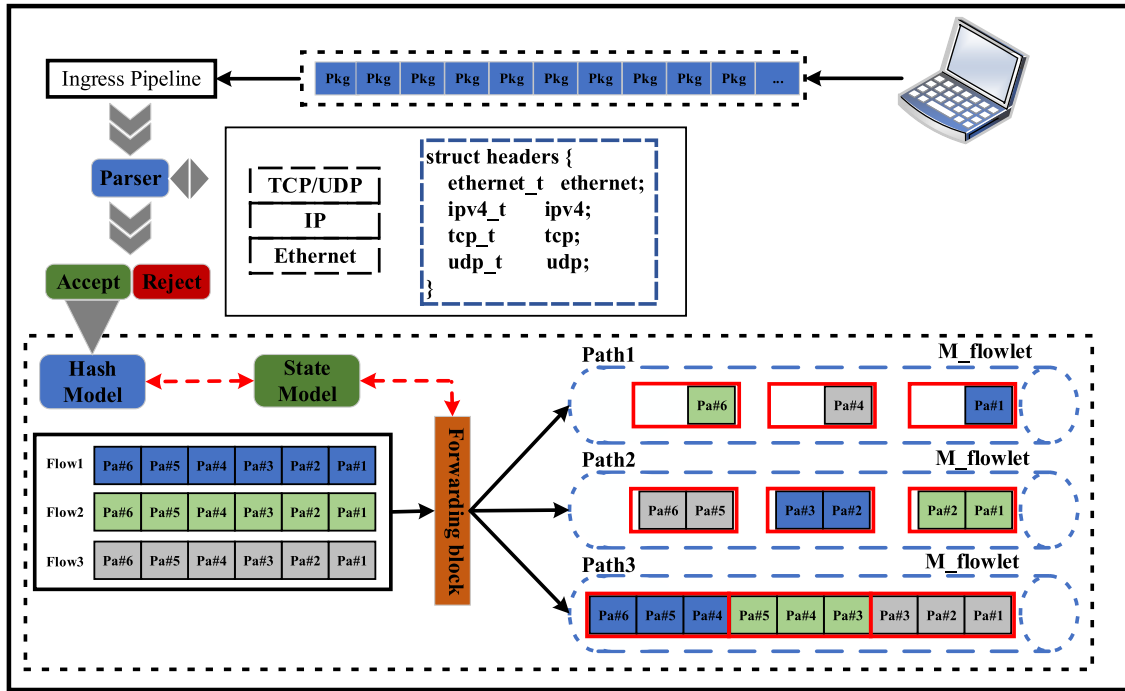 Ingress Pipeline
Pkg Pkg Pkg Pkg Pkg Pkg Pkg Pkg Pkg Pkg ...
Parser
TCP/UDP
IP
Ethernet
struct headers {
ethernet_t ethernet;
ipv4_t ipv4;
tcp_t tcp;
udp_t udp;
}
Accept Reject
Hash
Model
State
Model
Flow1 Pa#6 Pa#5 Pa#4 Pa#3 Pa#2 Pa#1
Flow2 Pa#6 Pa#5 Pa#4 Pa#3 Pa#2 Pa#1
Flow3 Pa#6 Pa#5 Pa#4 Pa#3 Pa#2 Pa#1
Forwarding block
Path1 M_flowlet
Pa#6 Pa#4 Pa#1
Path2 M_flowlet
Pa#6 Pa#5 Pa#3 Pa#2 Pa#2 Pa#1
Path3 M_flowlet
Pa#6 Pa#5 Pa#4 Pa#5 Pa#4 Pa#3 Pa#3 Pa#2 Pa#1